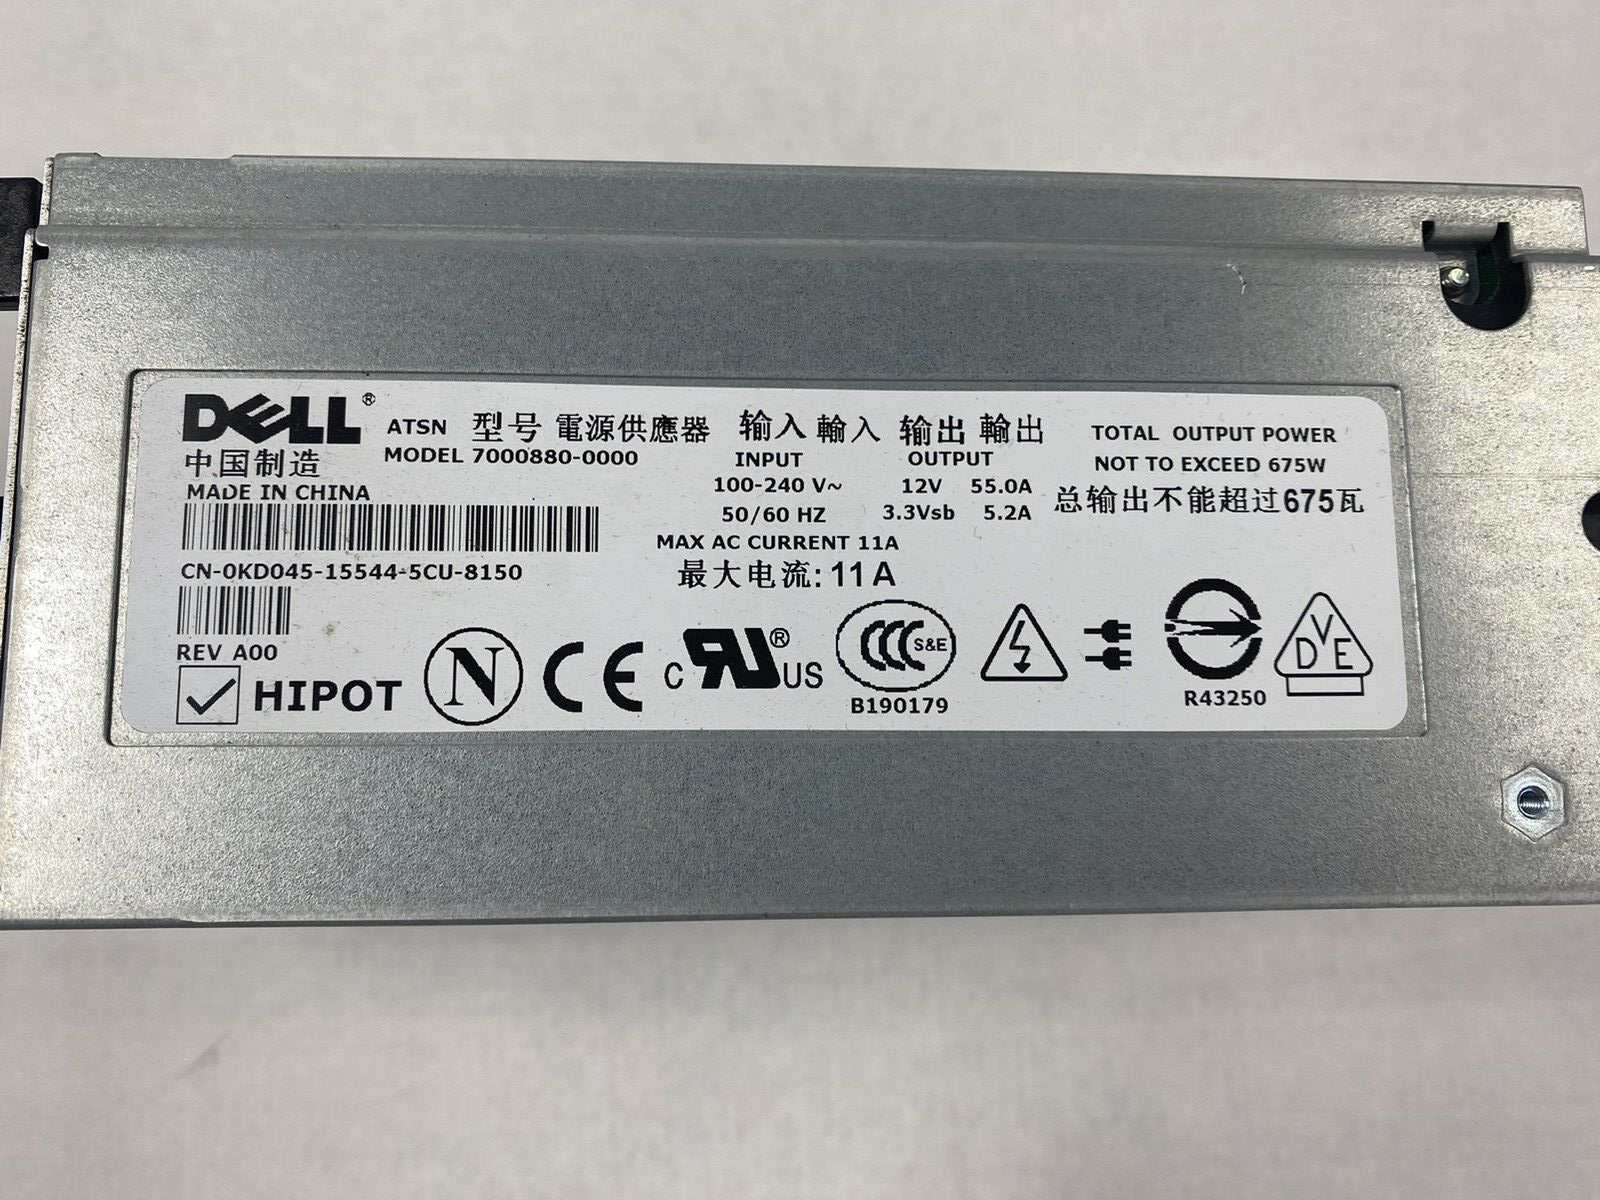 DELL®
中国制造
MADE IN CHINA
CN-0KD045-15544-5CU-8150
REV A00
HIPOT
ATSN 型号 電源供應器
MODEL 7000880-0000
输入 輸入 输出 輸出
INPUT OUTPUT
100-240 V~ 12V 55.0A
50/60 HZ 3.3Vsb 5.2A
MAX AC CURRENT 11A
最大电流: 11A
TOTAL OUTPUT POWER
NOT TO EXCEED 675W
总输出不能超过675瓦
N
CE
c RU® US
CCC S&E
B190179
R43250
DVE